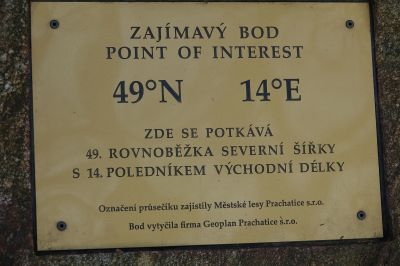 ZAJÍMAVÝ BOD
POINT OF INTEREST
49°N 14°E
ZDE SE POTKÁVÁ
49. ROVNOBĚŽKA SEVERNÍ ŠÍŘKY
S 14. POLEDNÍKEM VÝCHODNÍ DÉLKY
Označení průsečíku zajistily Městské lesy Prachatice s.r.o.
Bod vytyčila firma Geoplan Prachatice s.r.o.